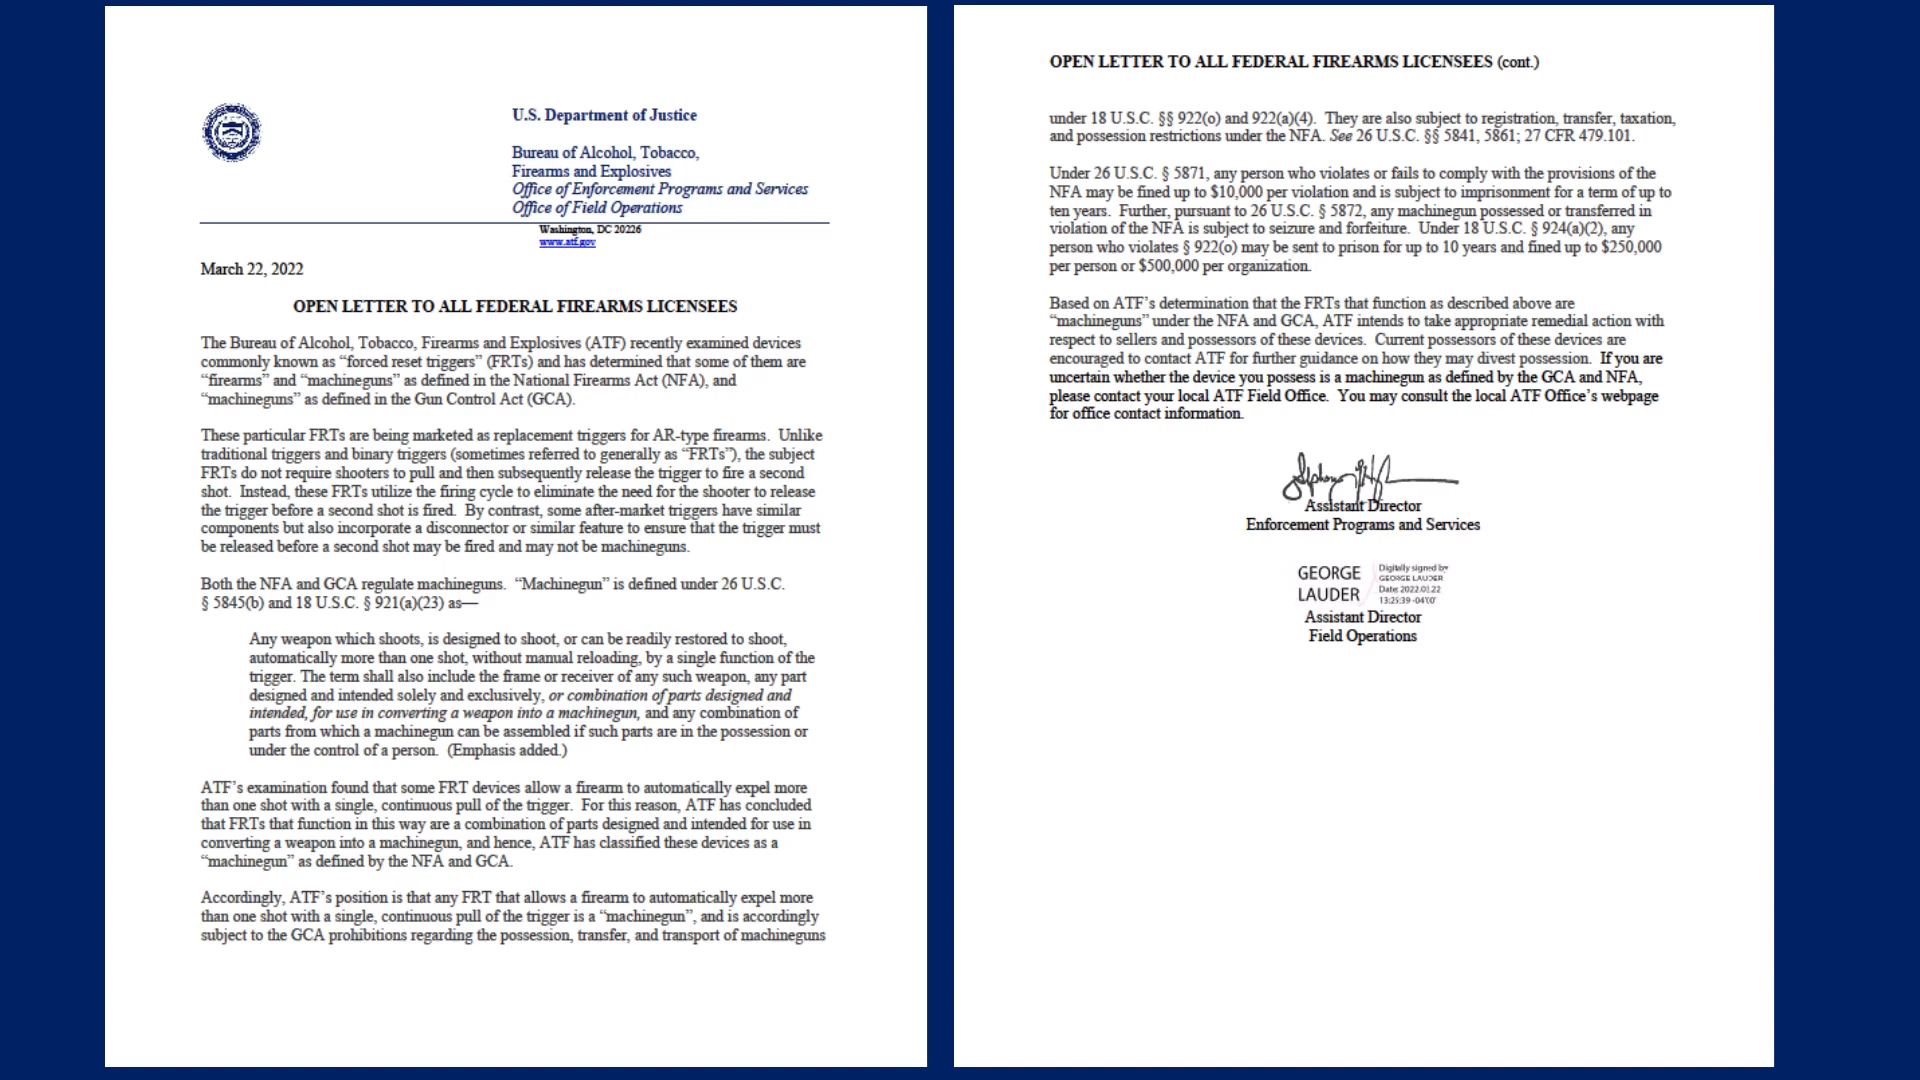 U.S. Department of Justice
Bureau of Alcohol, Tobacco,
Firearms and Explosives
Office of Enforcement Programs and Services
Office of Field Operations
Washington, DC 20226
www.atf.gov
March 22, 2022
OPEN LETTER TO ALL FEDERAL FIREARMS LICENSEES
The Bureau of Alcohol, Tobacco, Firearms and Explosives (ATF) recently examined devices
commonly known as “forced reset triggers” (FRTs) and has determined that some of them are
“firearms” and “machineguns” as defined in the National Firearms Act (NFA), and
“machineguns” as defined in the Gun Control Act (GCA).
These particular FRTs are being marketed as replacement triggers for AR-type firearms.  Unlike
traditional triggers and binary triggers (sometimes referred to generally as “FRTs”), the subject
FRTs do not require shooters to pull and then subsequently release the trigger to fire a second
shot.  Instead, these FRTs utilize the firing cycle to eliminate the need for the shooter to release
the trigger before a second shot is fired.  By contrast, some after-market triggers have similar
components but also incorporate a disconnector or similar feature to ensure that the trigger must
be released before a second shot may be fired and may not be machineguns.
Both the NFA and GCA regulate machineguns.  “Machinegun” is defined under 26 U.S.C.
§ 5845(b) and 18 U.S.C. § 921(a)(23) as—
Any weapon which shoots, is designed to shoot, or can be readily restored to shoot,
automatically more than one shot, without manual reloading, by a single function of the
trigger. The term shall also include the frame or receiver of any such weapon, any part
designed and intended solely and exclusively, or combination of parts designed and
intended, for use in converting a weapon into a machinegun, and any combination of
parts from which a machinegun can be assembled if such parts are in the possession or
under the control of a person.  (Emphasis added.)
ATF’s examination found that some FRT devices allow a firearm to automatically expel more
than one shot with a single, continuous pull of the trigger.  For this reason, ATF has concluded
that FRTs that function in this way are a combination of parts designed and intended for use in
converting a weapon into a machinegun, and hence, ATF has classified these devices as a
“machinegun” as defined by the NFA and GCA.
Accordingly, ATF’s position is that any FRT that allows a firearm to automatically expel more
than one shot with a single, continuous pull of the trigger is a “machinegun”, and is accordingly
subject to the GCA prohibitions regarding the possession, transfer, and transport of machineguns
OPEN LETTER TO ALL FEDERAL FIREARMS LICENSEES (cont.)
under 18 U.S.C. §§ 922(o) and 922(a)(4).  They are also subject to registration, transfer, taxation,
and possession restrictions under the NFA. See 26 U.S.C. §§ 5841, 5861; 27 CFR 479.101.
Under 26 U.S.C. § 5871, any person who violates or fails to comply with the provisions of the
NFA may be fined up to $10,000 per violation and is subject to imprisonment for a term of up to
ten years.  Further, pursuant to 26 U.S.C. § 5872, any machinegun possessed or transferred in
violation of the NFA is subject to seizure and forfeiture.  Under 18 U.S.C. § 924(a)(2), any
person who violates § 922(o) may be sent to prison for up to 10 years and fined up to $250,000
per person or $500,000 per organization.
Based on ATF’s determination that the FRTs that function as described above are
“machineguns” under the NFA and GCA, ATF intends to take appropriate remedial action with
respect to sellers and possessors of these devices.  Current possessors of these devices are
encouraged to contact ATF for further guidance on how they may divest possession.  If you are
uncertain whether the device you possess is a machinegun as defined by the GCA and NFA,
please contact your local ATF Field Office.  You may consult the local ATF Office’s webpage
for office contact information.
Assistant Director
Enforcement Programs and Services
GEORGE
LAUDER
Digitally signed by
GEORGE LAUDER
Date: 2022.03.22
13:25:39 -04'00'
Assistant Director
Field Operations